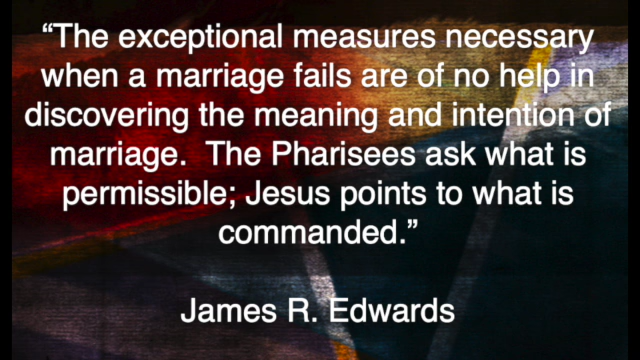 “The exceptional measures necessary
when a marriage fails are of no help in
discovering the meaning and intention of
marriage.  The Pharisees ask what is
permissible; Jesus points to what is
commanded.”
James R. Edwards